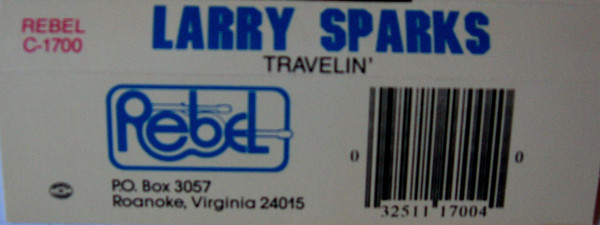 REBEL
C-1700
LARRY SPARKS
TRAVELIN'
Rebel
P.O. Box 3057
Roanoke, Virginia 24015
0 32511 17004 0